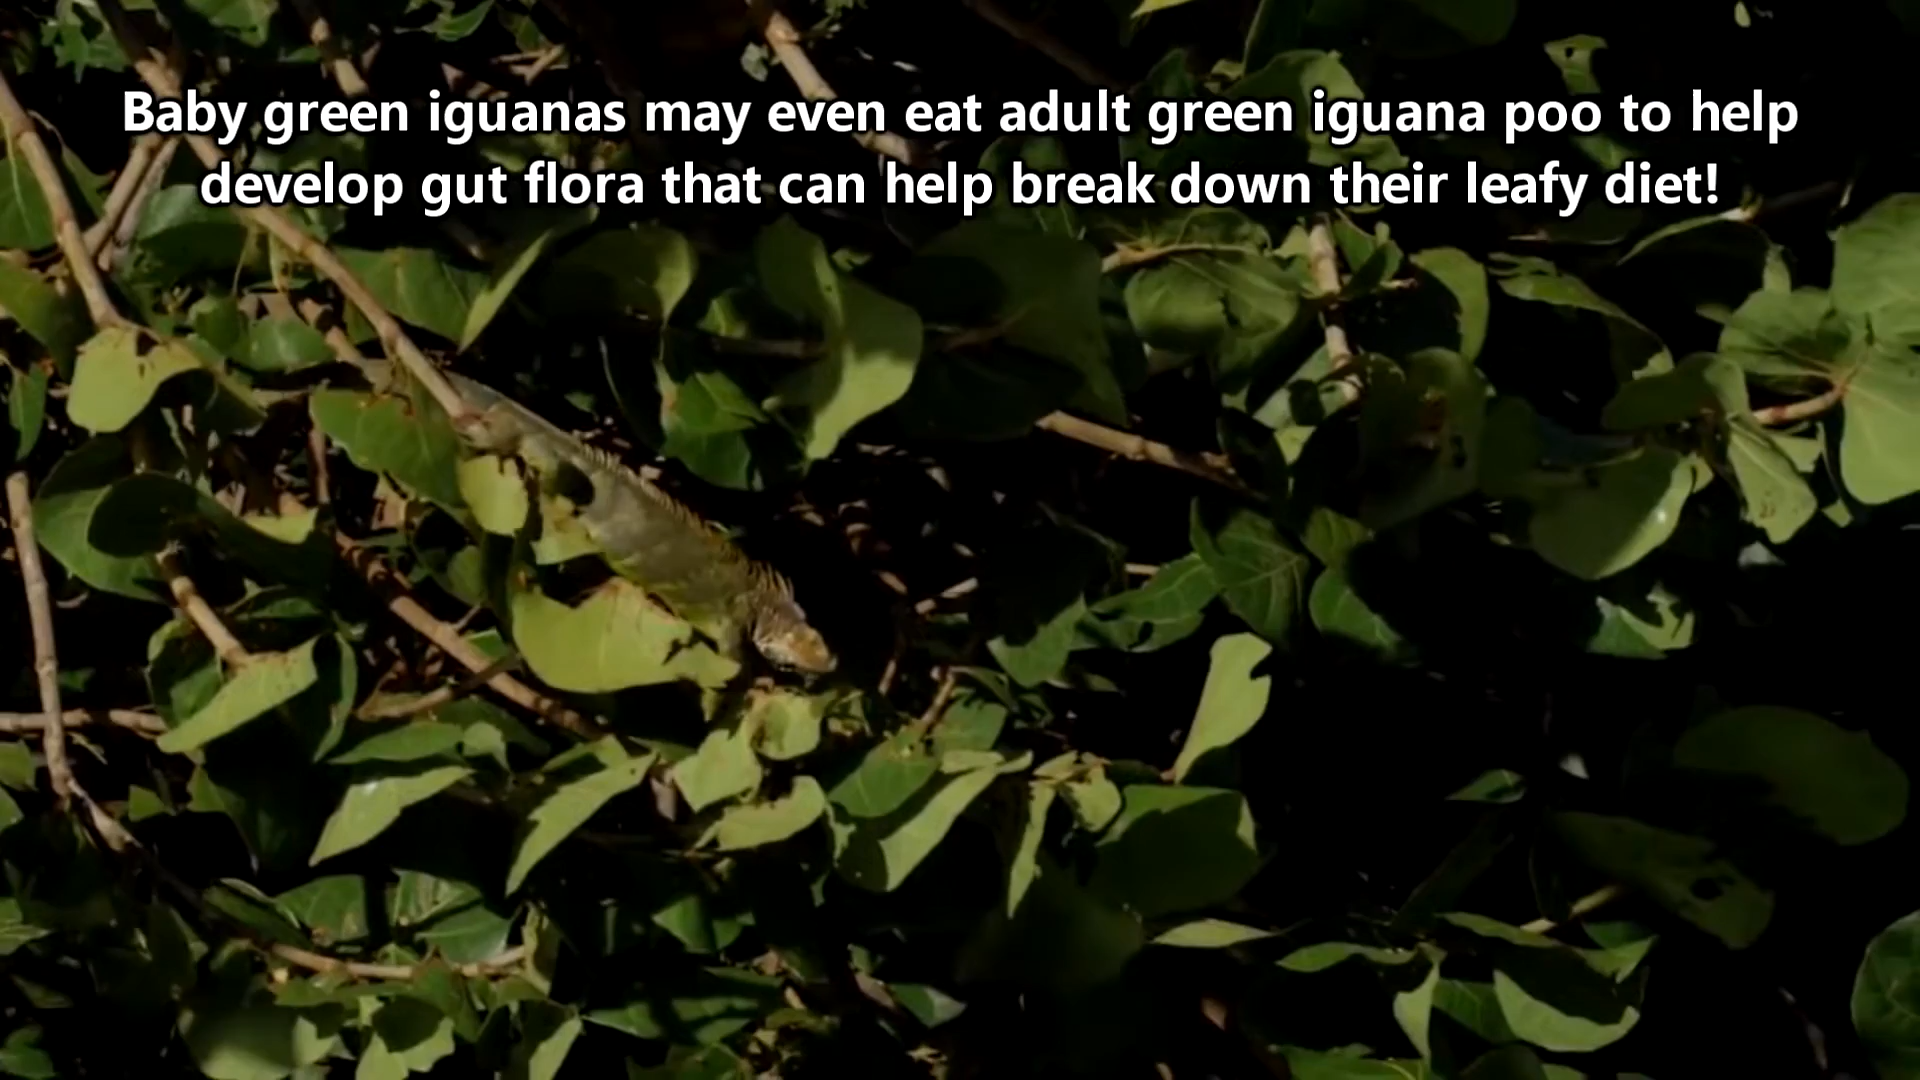 Baby green iguanas may even eat adult green iguana poo to help
develop gut flora that can help break down their leafy diet!